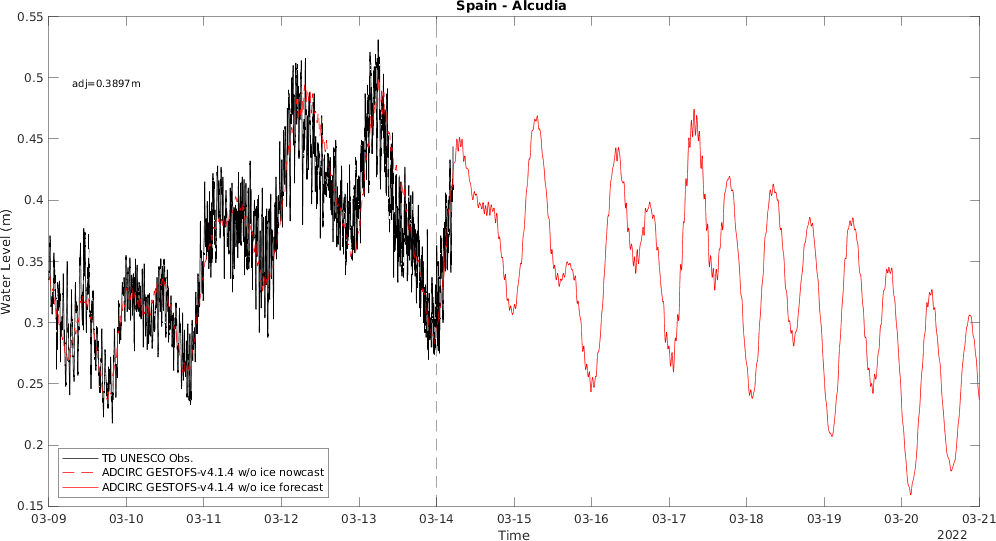 Spain - Alcudia
0.55
0.5
0.45
0.4
0.35
0.3
0.25
0.2
0.15
Water Level (m)
adj=0.3897m
TD UNESCO Obs.
ADCIRC GESTOFS-v4.1.4 w/o ice nowcast
ADCIRC GESTOFS-v4.1.4 w/o ice forecast
03-09 03-10 03-11 03-12 03-13 03-14 03-15 03-16 03-17 03-18 03-19 03-20 03-21
Time
2022